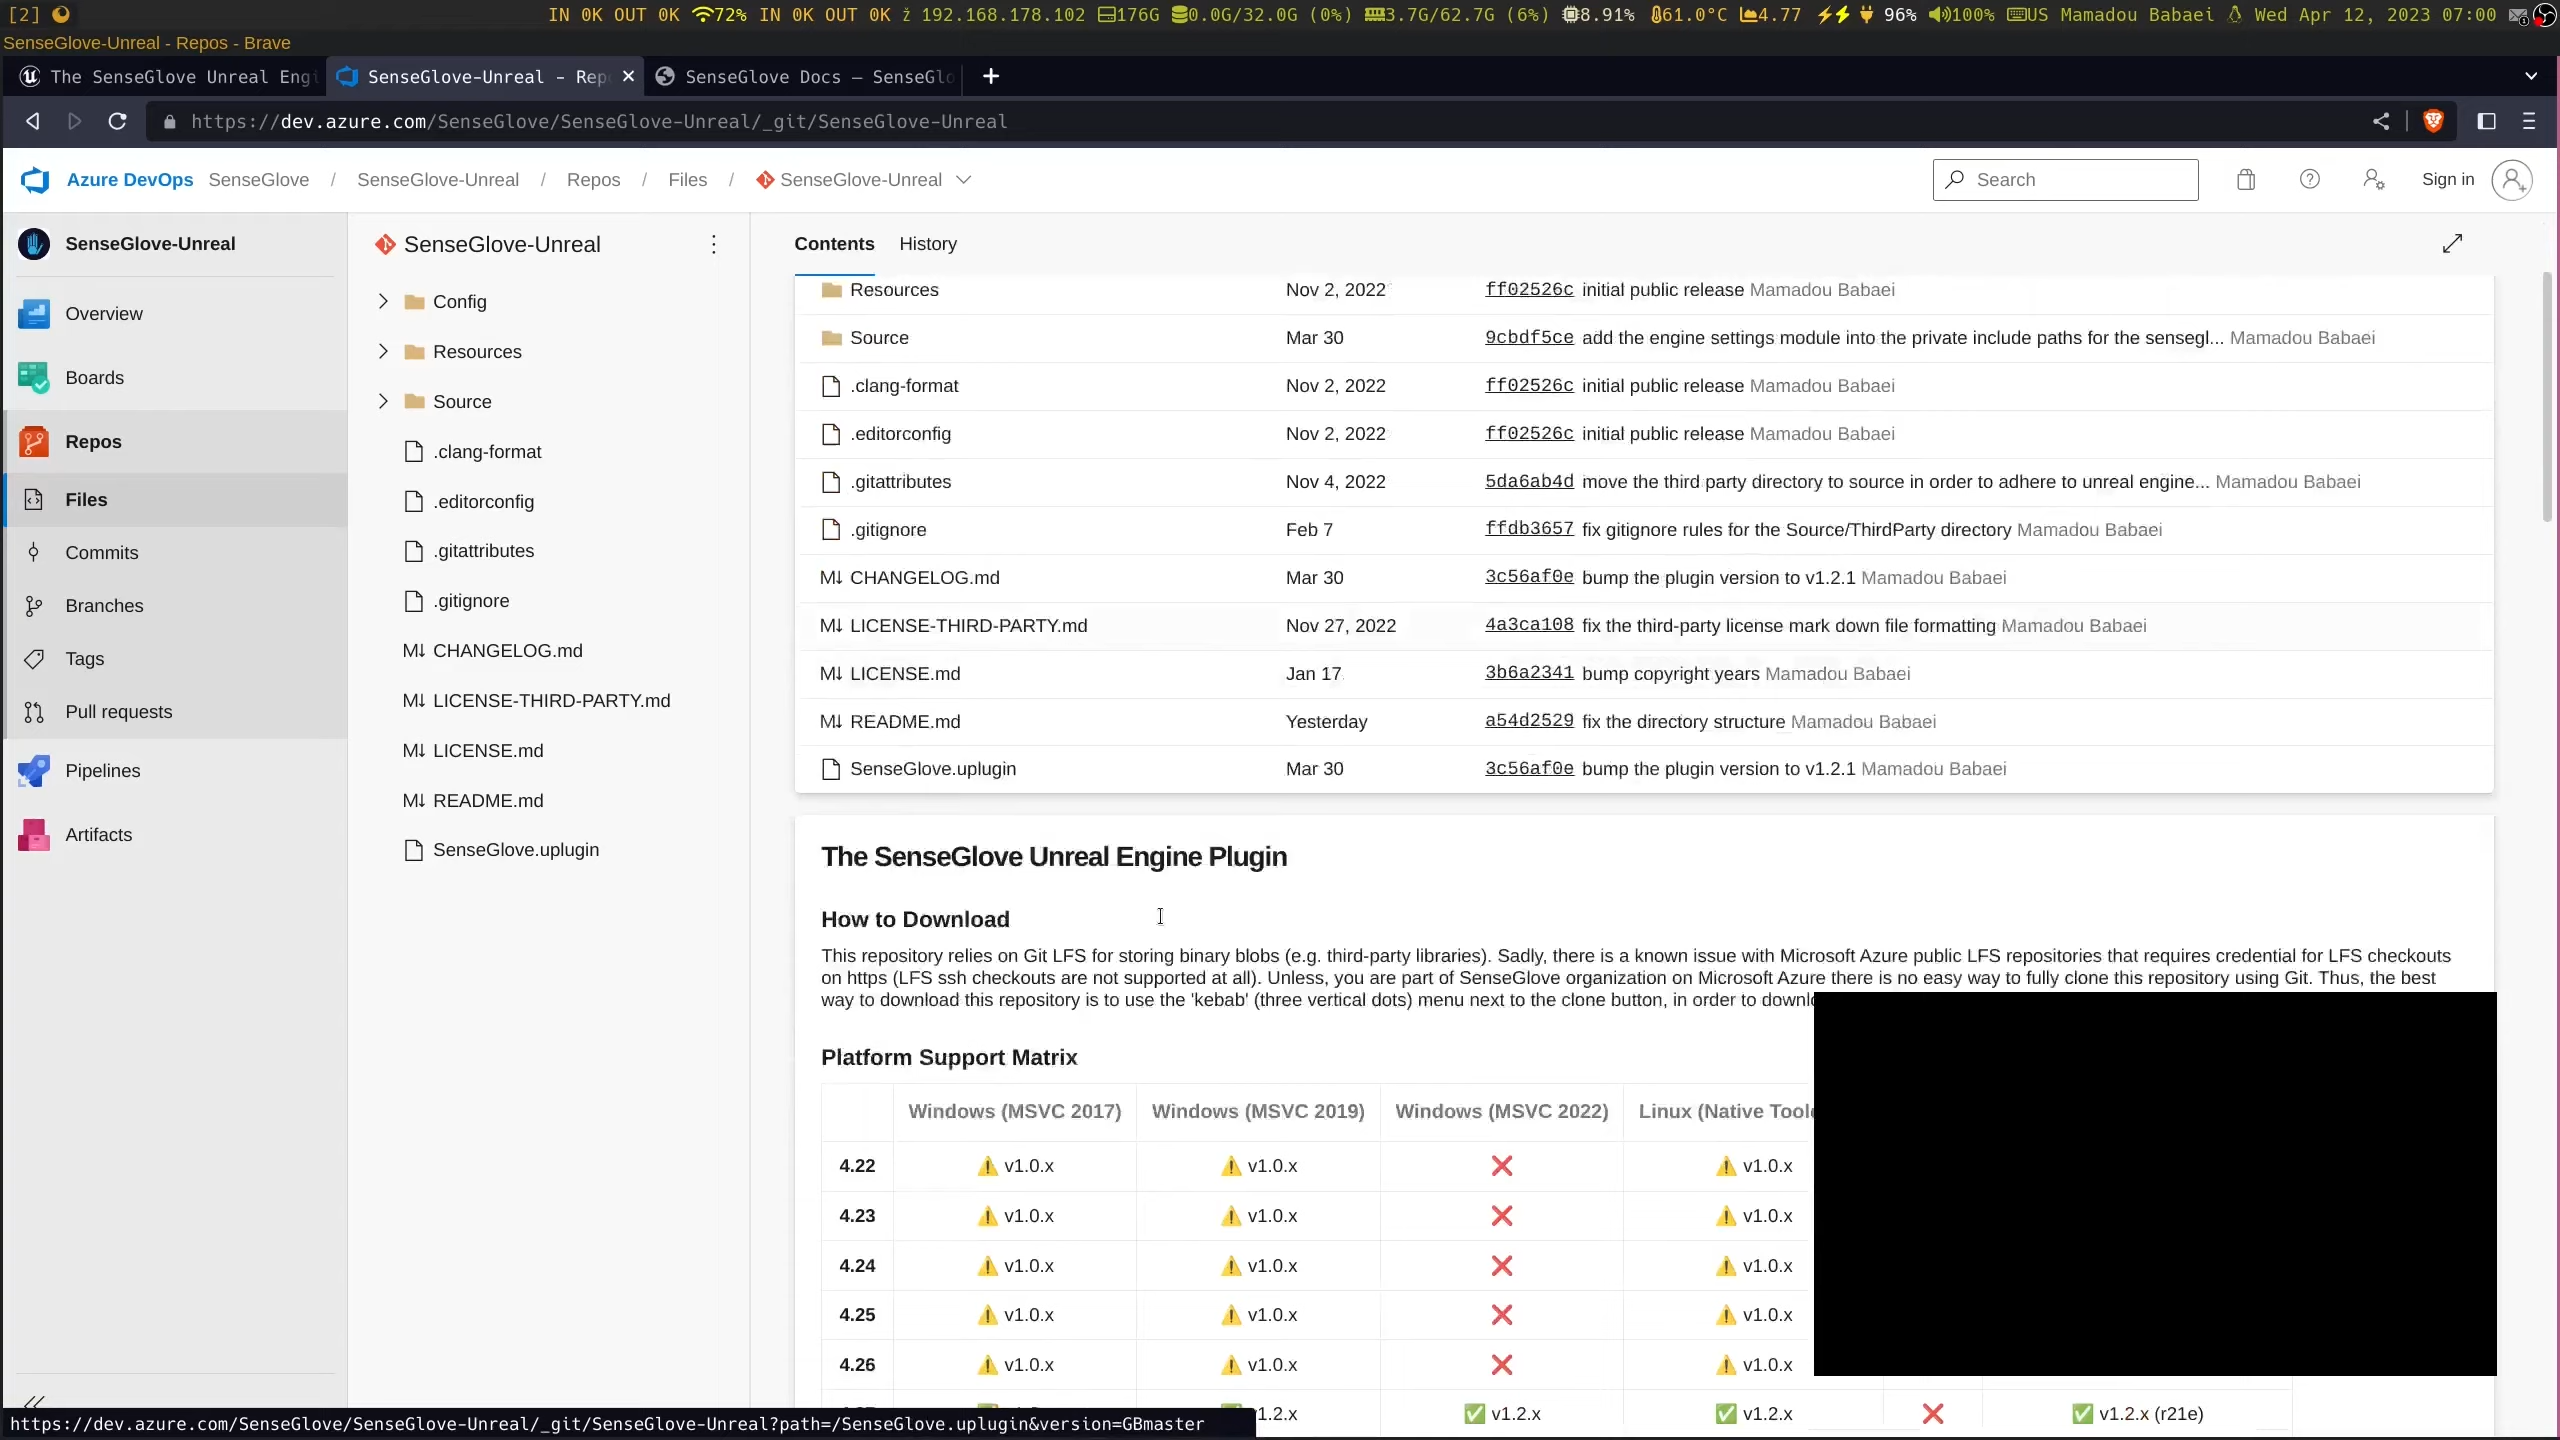 [2] IN 0K OUT 0K 72% IN 0K OUT 0K ż 192.168.178.102 176G 0.0G/32.0G (0%) 3.7G/62.7G (6%) 8.91% 61.0°C 4.77 96% 100% US Mamadou Babaei Wed Apr 12, 2023 07:00
SenseGlove-Unreal - Repos - Brave
The SenseGlove Unreal Engi SenseGlove-Unreal - Rep SenseGlove Docs — SenseGlo
https://dev.azure.com/SenseGlove/SenseGlove-Unreal/_git/SenseGlove-Unreal
Azure DevOps SenseGlove / SenseGlove-Unreal / Repos / Files / SenseGlove-Unreal Search Sign in
SenseGlove-Unreal
Overview
Boards
Repos
Files
Commits
Branches
Tags
Pull requests
Pipelines
Artifacts
SenseGlove-Unreal
Config
Resources
Source
.clang-format
.editorconfig
.gitattributes
.gitignore
M↓ CHANGELOG.md
M↓ LICENSE-THIRD-PARTY.md
M↓ LICENSE.md
M↓ README.md
SenseGlove.uplugin
Contents History
Resources Nov 2, 2022 ff02526c initial public release Mamadou Babaei
Source Mar 30 9cbdf5ce add the engine settings module into the private include paths for the sensegl... Mamadou Babaei
.clang-format Nov 2, 2022 ff02526c initial public release Mamadou Babaei
.editorconfig Nov 2, 2022 ff02526c initial public release Mamadou Babaei
.gitattributes Nov 4, 2022 5da6ab4d move the third party directory to source in order to adhere to unreal engine... Mamadou Babaei
.gitignore Feb 7 ffdb3657 fix gitignore rules for the Source/ThirdParty directory Mamadou Babaei
M↓ CHANGELOG.md Mar 30 3c56af0e bump the plugin version to v1.2.1 Mamadou Babaei
M↓ LICENSE-THIRD-PARTY.md Nov 27, 2022 4a3ca108 fix the third-party license mark down file formatting Mamadou Babaei
M↓ LICENSE.md Jan 17 3b6a2341 bump copyright years Mamadou Babaei
M↓ README.md Yesterday a54d2529 fix the directory structure Mamadou Babaei
SenseGlove.uplugin Mar 30 3c56af0e bump the plugin version to v1.2.1 Mamadou Babaei
The SenseGlove Unreal Engine Plugin
How to Download
This repository relies on Git LFS for storing binary blobs (e.g. third-party libraries). Sadly, there is a known issue with Microsoft Azure public LFS repositories that requires credential for LFS checkouts
on https (LFS ssh checkouts are not supported at all). Unless, you are part of SenseGlove organization on Microsoft Azure there is no easy way to fully clone this repository using Git. Thus, the best
way to download this repository is to use the 'kebab' (three vertical dots) menu next to the clone button, in order to downl
Platform Support Matrix
Windows (MSVC 2017) Windows (MSVC 2019) Windows (MSVC 2022) Linux (Native Tool
4.22 ⚠️ v1.0.x ⚠️ v1.0.x ❌ ⚠️ v1.0.x
4.23 ⚠️ v1.0.x ⚠️ v1.0.x ❌ ⚠️ v1.0.x
4.24 ⚠️ v1.0.x ⚠️ v1.0.x ❌ ⚠️ v1.0.x
4.25 ⚠️ v1.0.x ⚠️ v1.0.x ❌ ⚠️ v1.0.x
4.26 ⚠️ v1.0.x ⚠️ v1.0.x ❌ ⚠️ v1.0.x
1.2.x ✅ v1.2.x ✅ v1.2.x ❌ ✅ v1.2.x (r21e)
https://dev.azure.com/SenseGlove/SenseGlove-Unreal/_git/SenseGlove-Unreal?path=/SenseGlove.uplugin&version=GBmaster